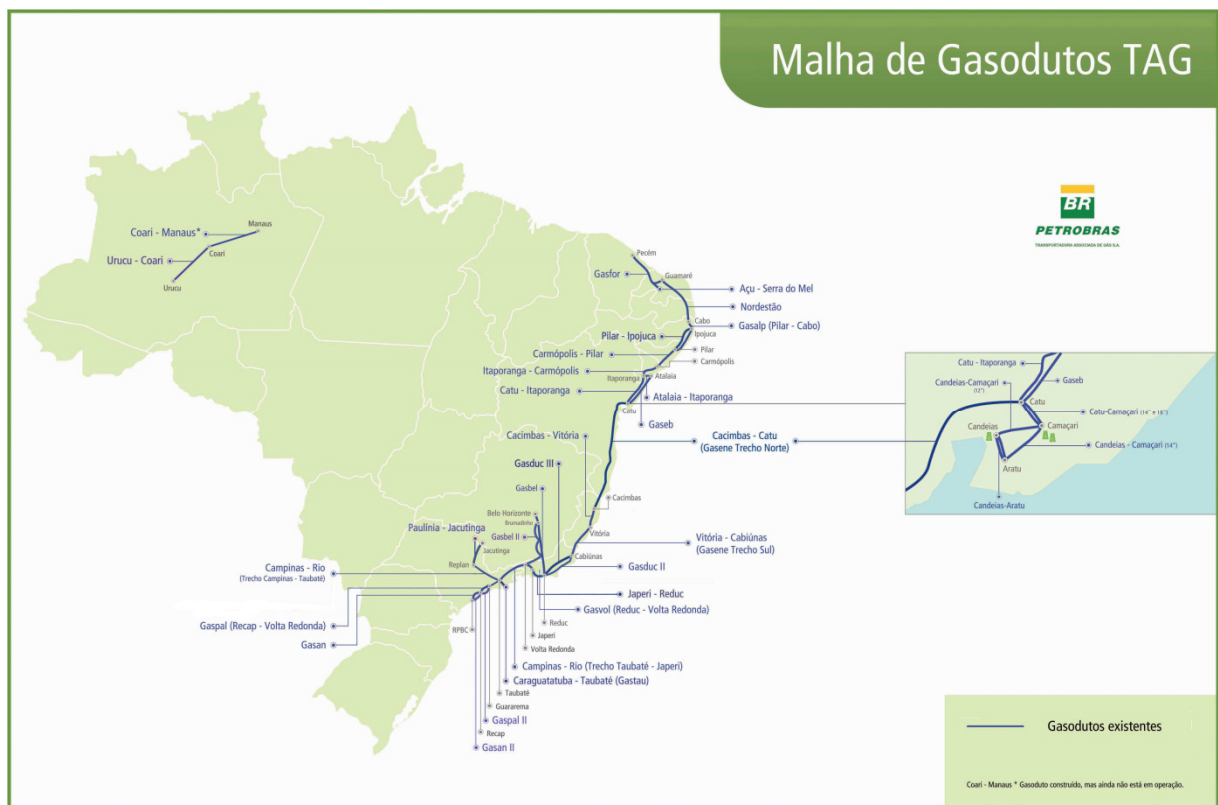 Malha de Gasodutos TAG
BR
PETROBRAS
TRANSPORTADORA ASSOCIADA DE GÁS S.A.
Manaus
Coari - Manaus*
Coari
Urucu - Coari
Urucu
Pecém
Gasfor
Guamaré
Açu - Serra do Mel
Nordestão
Cabo
Gasalp (Pilar - Cabo)
Ipojuca
Pilar - Ipojuca
Pilar
Carmópolis - Pilar
Carmópolis
Itaporanga - Carmópolis
Itaporanga
Atalaia
Catu - Itaporanga
Atalaia - Itaporanga
Catu
Gaseb
Cacimbas - Vitória
Cacimbas - Catu
(Gasene Trecho Norte)
Gasduc III
Gasbel
Cacimbas
Belo Horizonte
Brumadinho
Paulínia - Jacutinga
Gasbel II
Vitória
Jacutinga
Vitória - Cabiúnas
(Gasene Trecho Sul)
Cabiúnas
Replan
Gasduc II
Campinas - Rio
(Trecho Campinas - Taubaté)
Japeri - Reduc
Gasvol (Reduc - Volta Redonda)
Gaspal (Recap - Volta Redonda)
RPBC
Reduc
Japeri
Gasan
Volta Redonda
Campinas - Rio (Trecho Taubaté - Japeri)
Caraguatatuba - Taubaté (Gastau)
Taubaté
Guararema
Gaspal II
Recap
Gasan II
Catu - Itaporanga
Candeias-Camaçari
(12")
Gaseb
Catu
Catu-Camaçari (14" e 18")
Candeias
Camaçari
Candeias - Camaçari (14")
Aratu
Candeias-Aratu
Gasodutos existentes
Coari - Manaus * Gasoduto construído, mas ainda não está em operação.